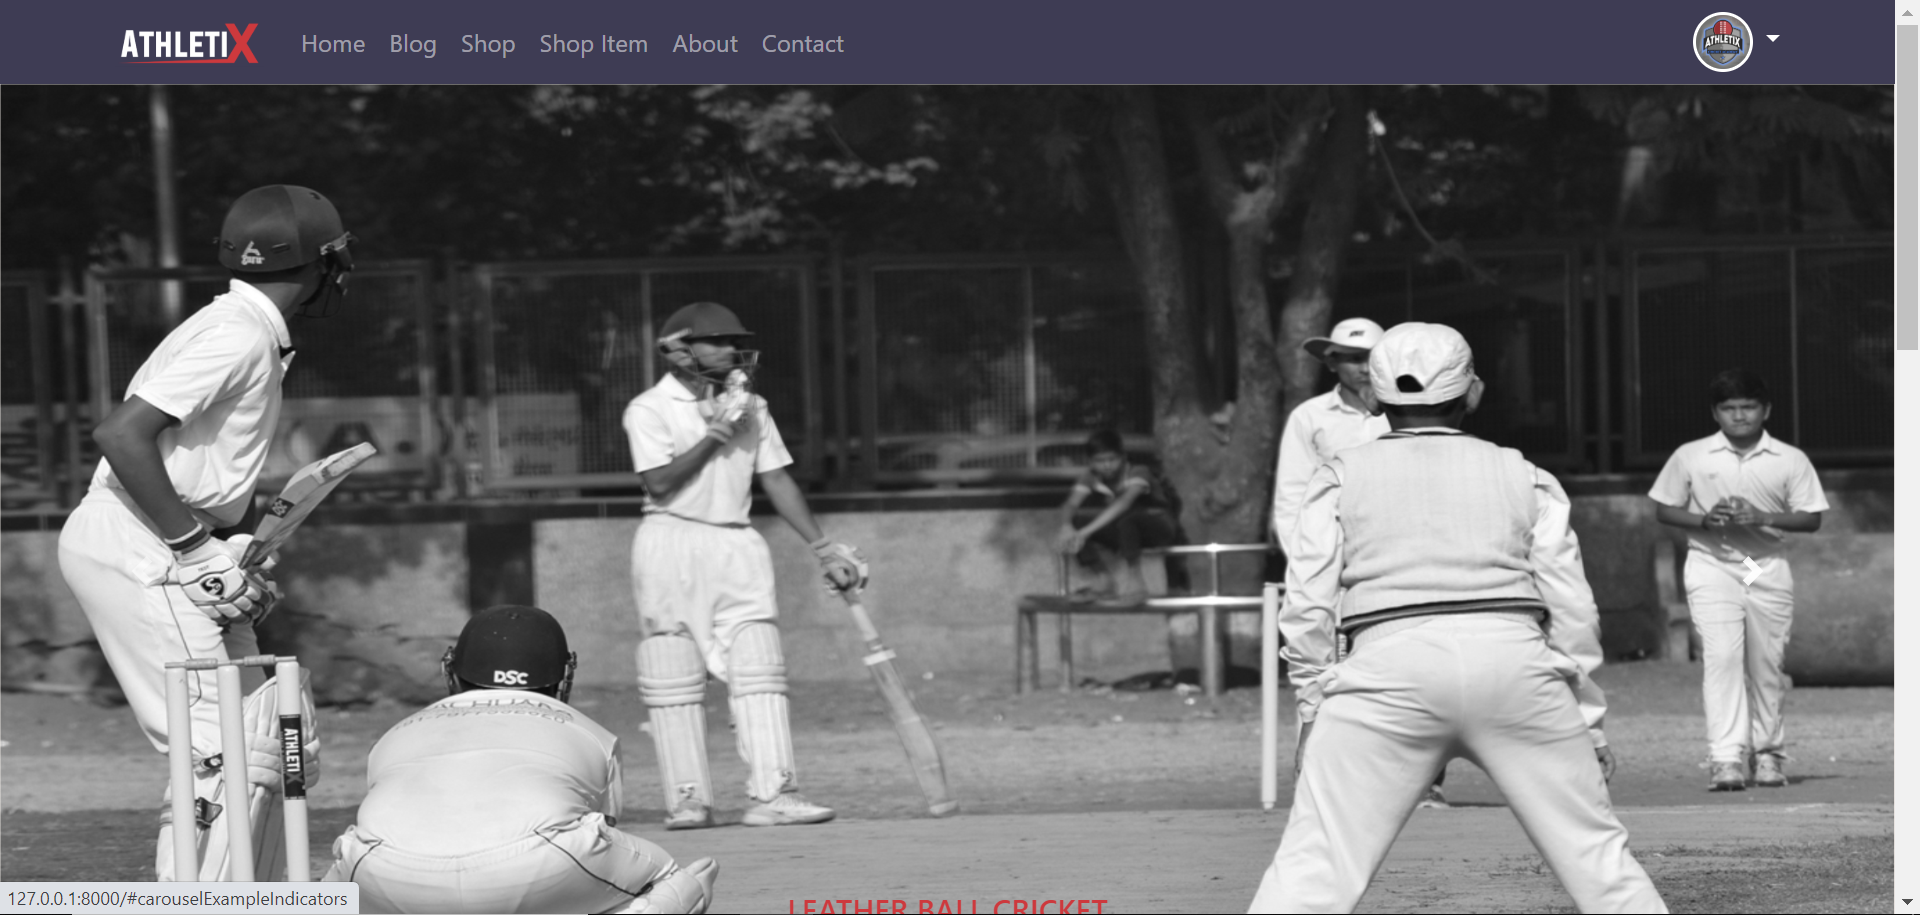 ATHLETIX
Home
Blog
Shop
Shop Item
About
Contact
ATHLETIX
DSC
SG
ATHLETIX
LEATHER BALL CRICKET
127.0.0.1:8000/#carouselExampleIndicators